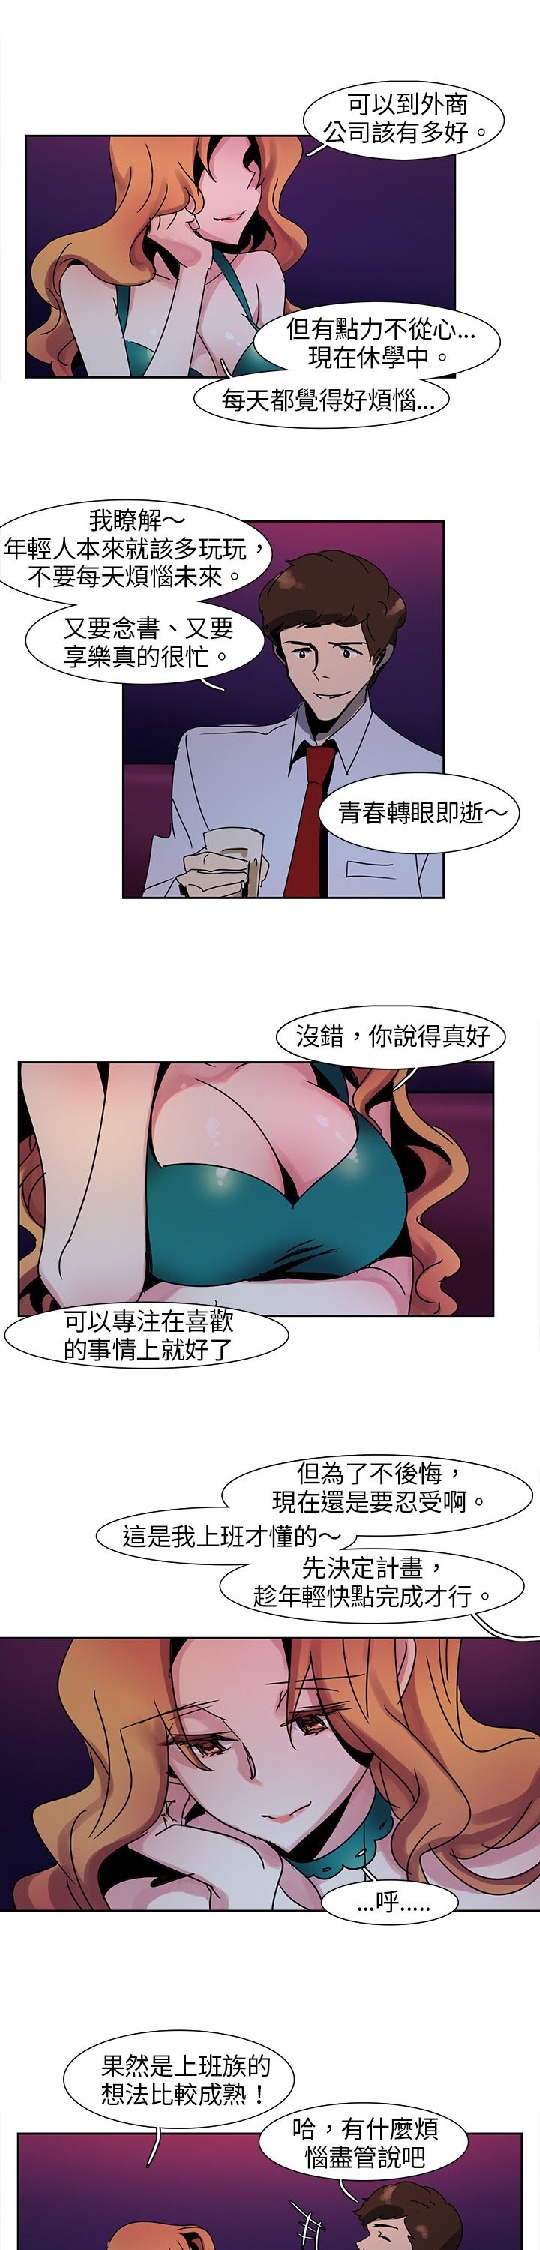 可以到外商
公司該有多好。
但有點力不從心...
現在休學中。
每天都覺得好煩惱...
我瞭解～
年輕人本來就該多玩玩，
不要每天煩惱未來。
又要念書、又要
享樂真的很忙。
青春轉眼即逝～
沒錯，你說得真好
可以專注在喜歡
的事情上就好了
但為了不後悔，
現在還是要忍受啊。
這是我上班才懂的～
先決定計畫，
趁年輕快點完成才行。
...呼.....
果然是上班族的
想法比較成熟！
哈，有什麼煩
惱盡管說吧